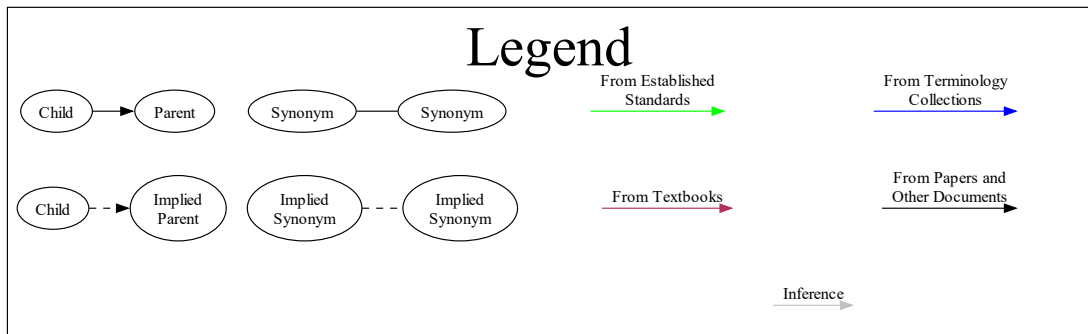 Legend
Child
Parent
Synonym
Synonym
From Established
Standards
From Terminology
Collections
Child
Implied
Parent
Implied
Synonym
Implied
Synonym
From Textbooks
From Papers and
Other Documents
Inference